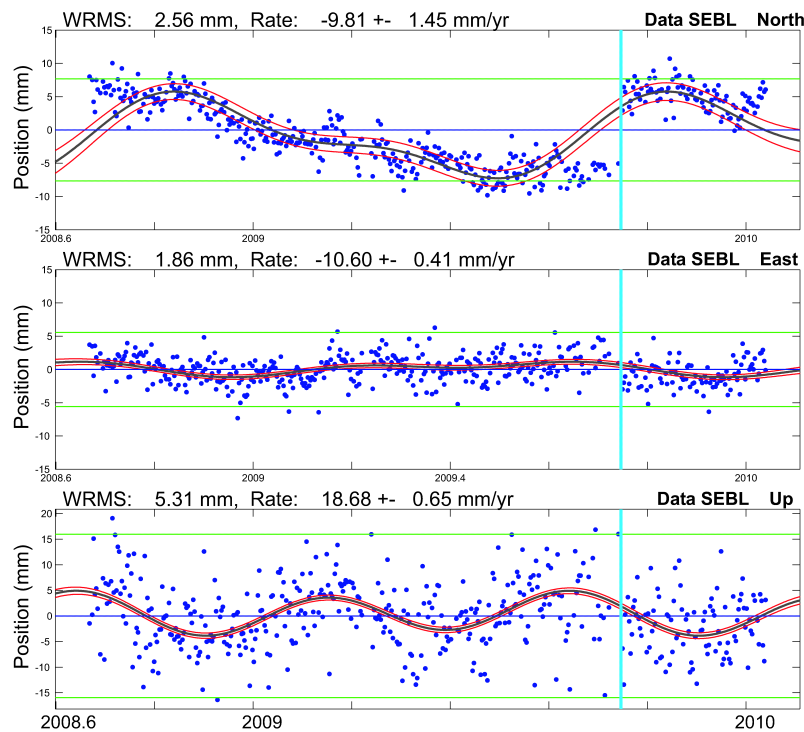 WRMS: 2.56 mm, Rate: -9.81 +- 1.45 mm/yr Data SEBL North
15
10
5
0
-5
-10
-15
Position (mm)
2008.6 2009 2010
WRMS: 1.86 mm, Rate: -10.60 +- 0.41 mm/yr Data SEBL East
15
10
5
0
-5
-10
-15
Position (mm)
2008.6 2009 2009.4 2010
WRMS: 5.31 mm, Rate: 18.68 +- 0.65 mm/yr Data SEBL Up
20
15
10
5
0
-5
-10
-15
Position (mm)
2008.6 2009 2010